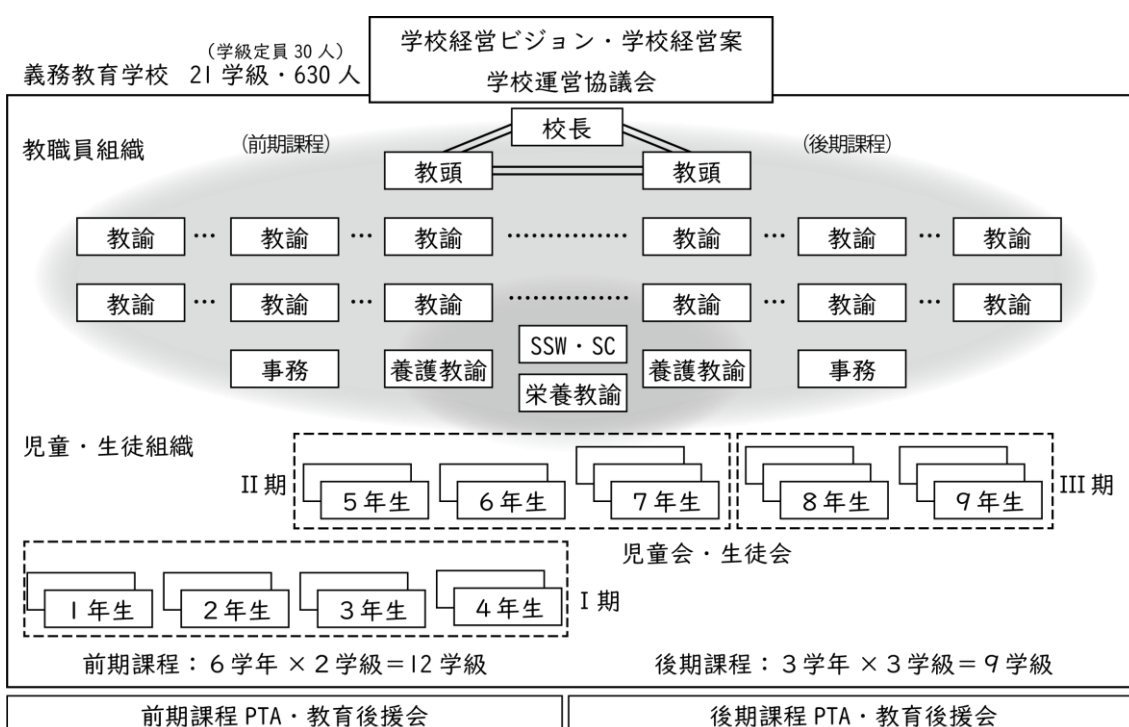 学校経営ビジョン・学校経営案
学校運営協議会
(学級定員30人)
義務教育学校 21学級・630人
教職員組織
(前期課程)
校長
(後期課程)
教頭
教頭
教諭 … 教諭 … 教諭 ……………… 教諭 … 教諭 … 教諭
教諭 … 教諭 … 教諭 ……………… 教諭 … 教諭 … 教諭
SSW・SC
事務 養護教諭 養護教諭 事務
栄養教諭
児童・生徒組織
II期 5年生 6年生 7年生 8年生 9年生 III期
児童会・生徒会
1年生 2年生 3年生 4年生 I期
前期課程:6学年×2学級=12学級
後期課程:3学年×3学級=9学級
前期課程PTA・教育後援会
後期課程PTA・教育後援会